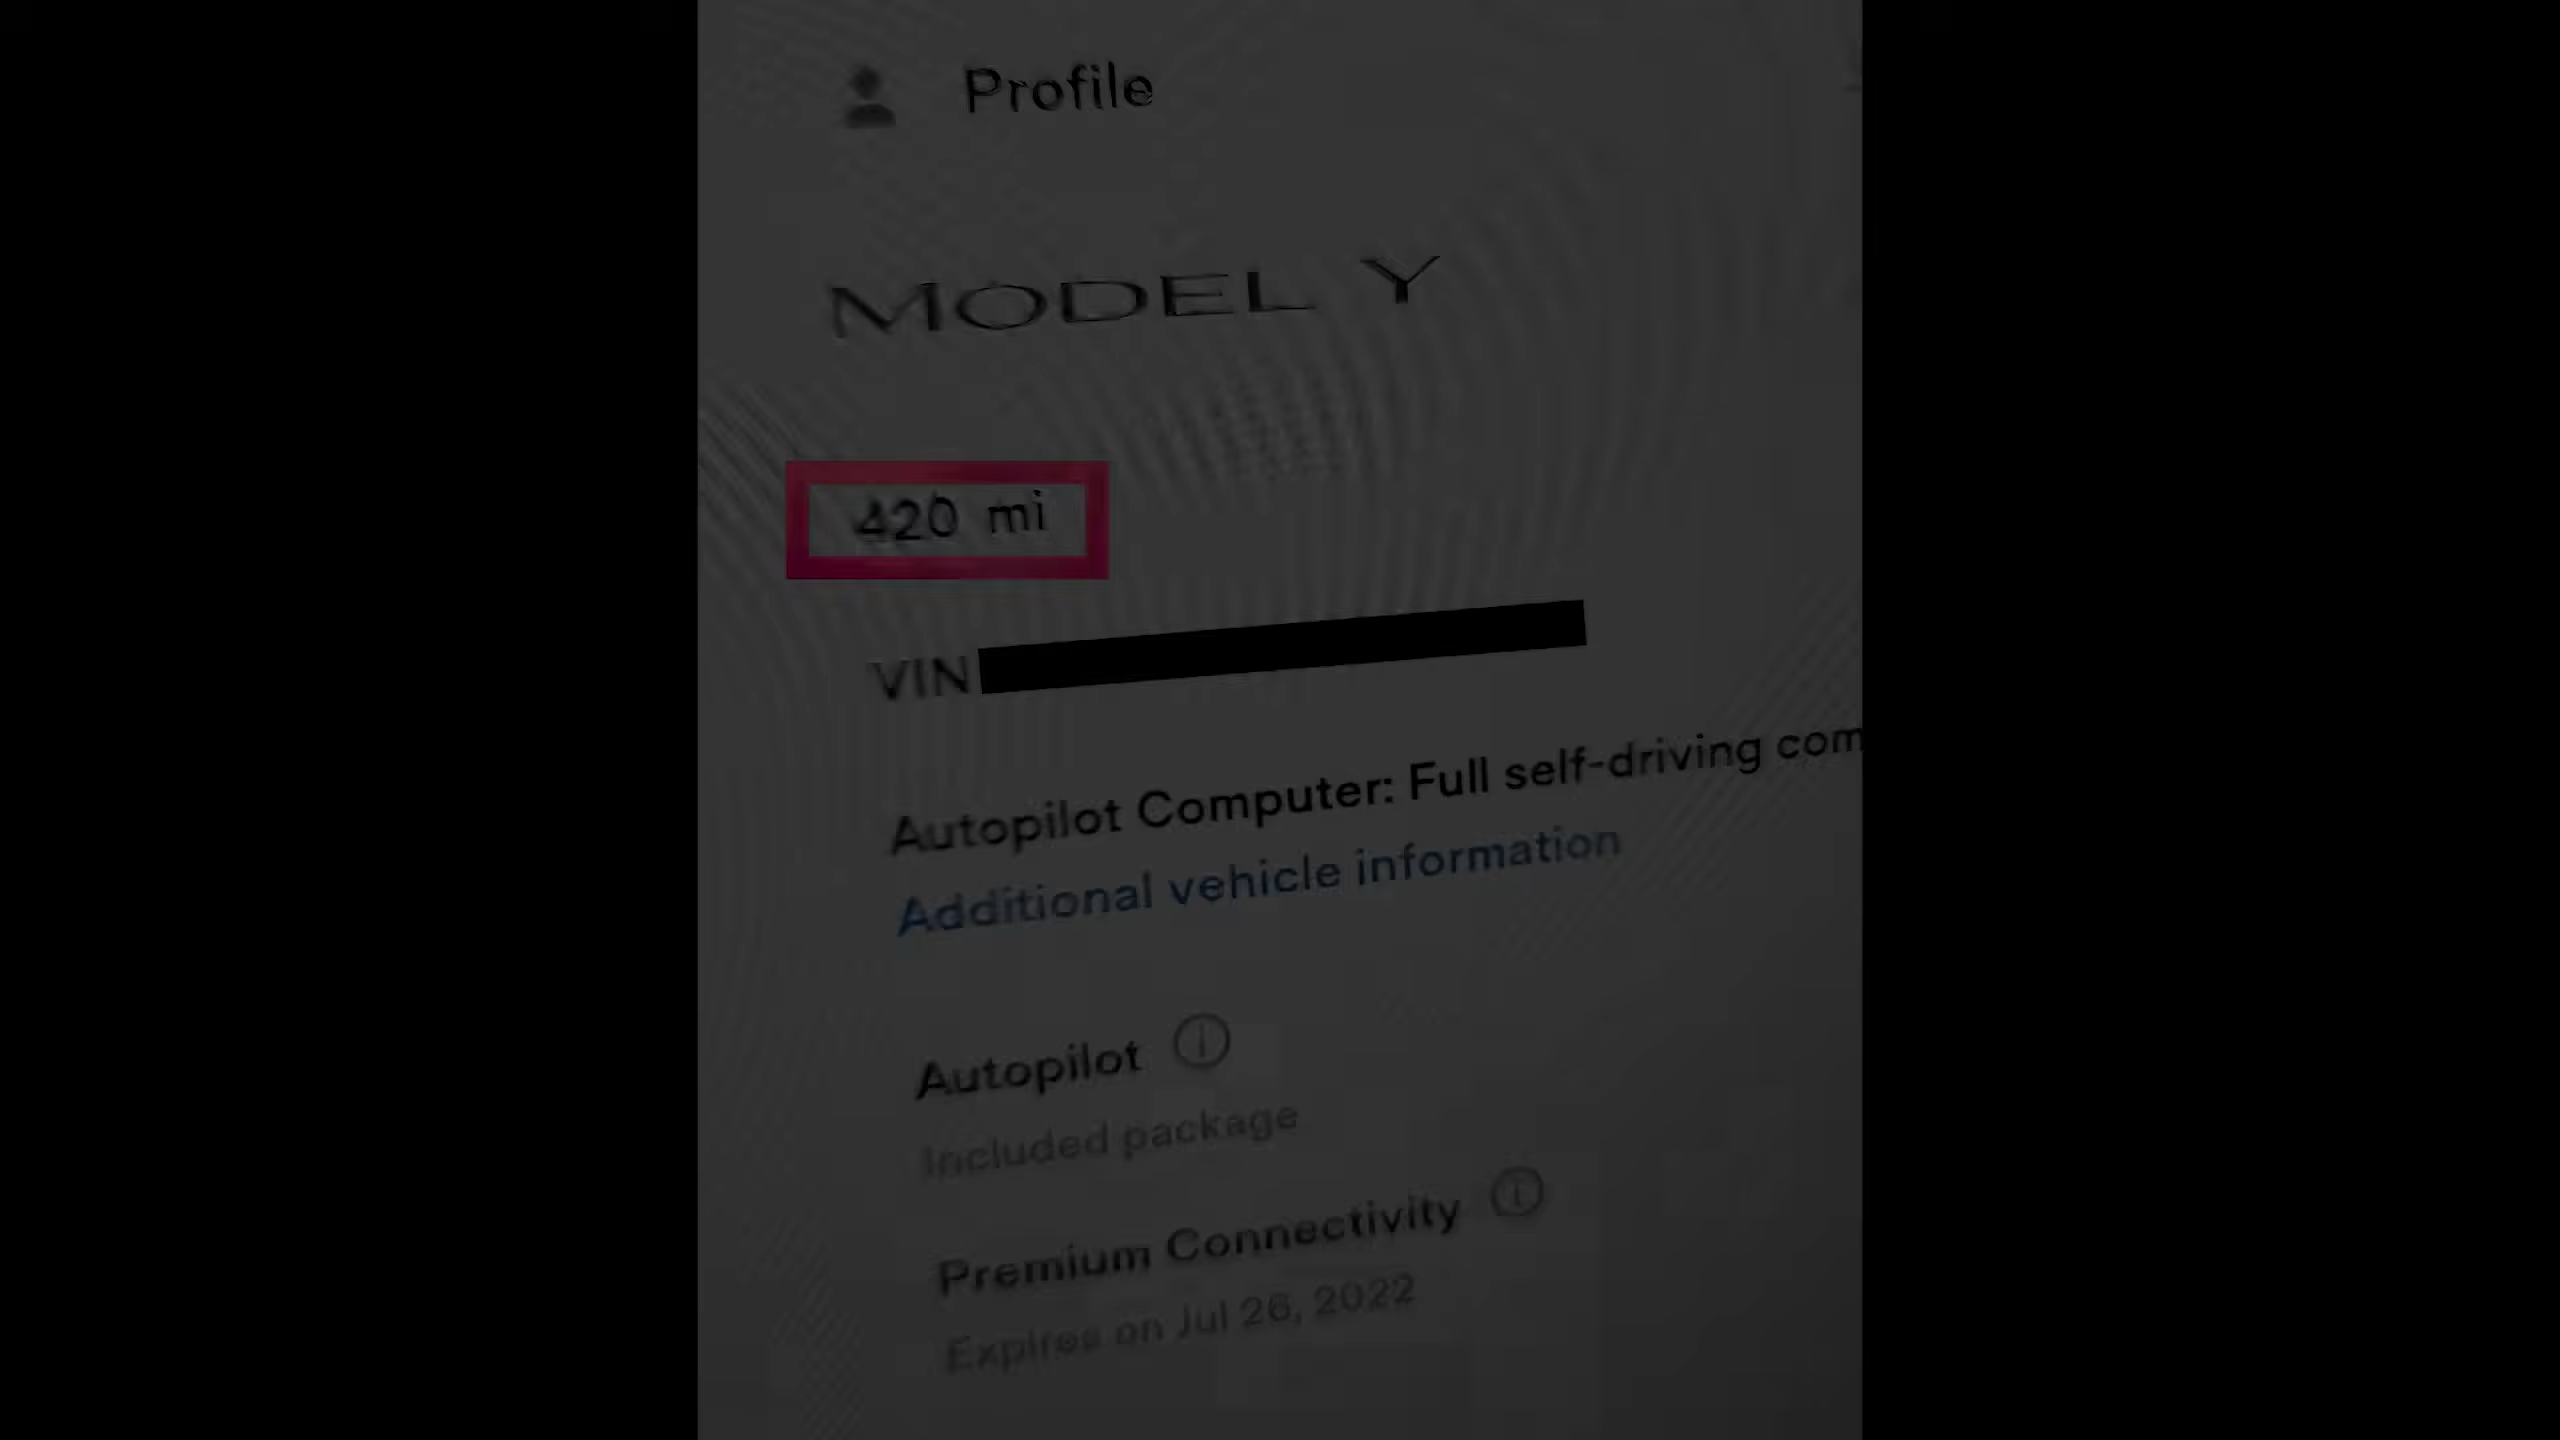 Profile
MODEL Y
420 mi
VIN
Autopilot Computer: Full self-driving com
Additional vehicle information
Autopilot
Included package
Premium Connectivity
Expires on Jul 26, 2022